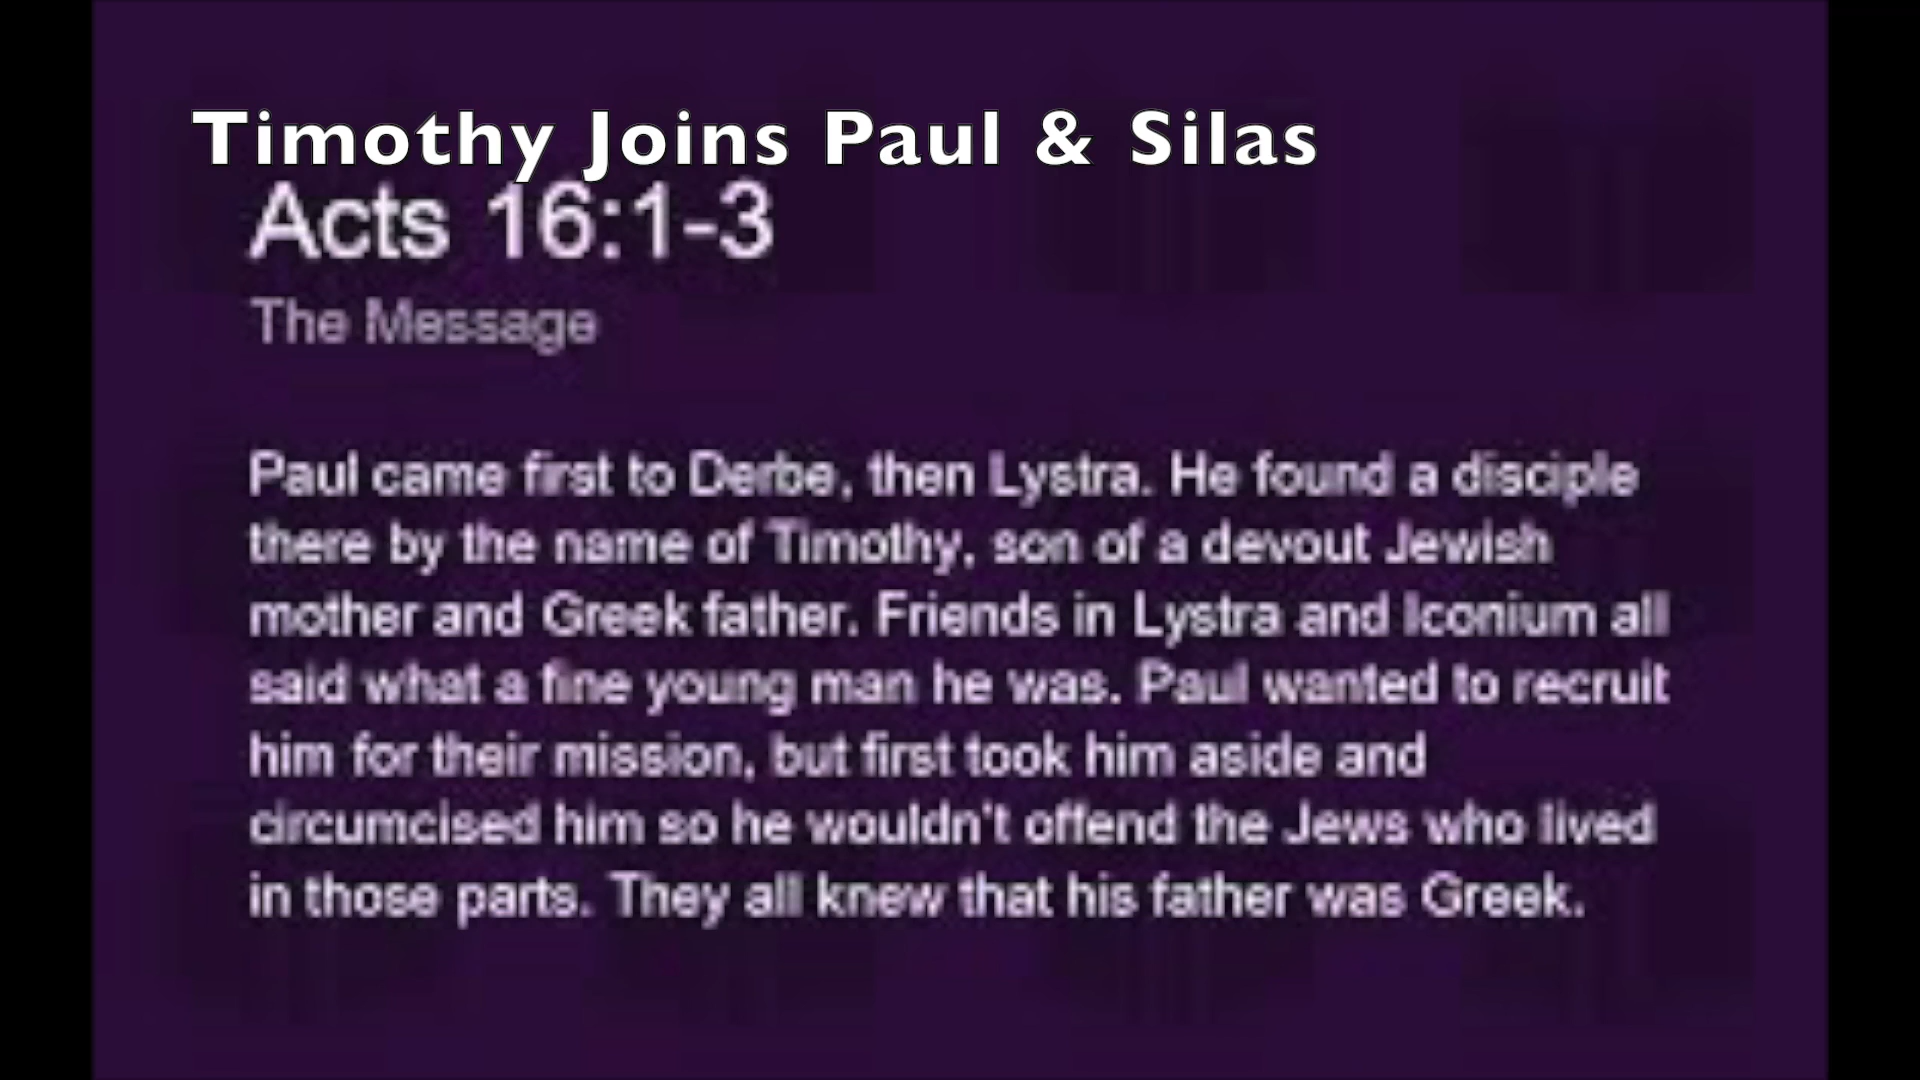 Timothy Joins Paul & Silas
Acts 16:1-3
The Message
Paul came first to Derbe, then Lystra. He found a disciple
there by the name of Timothy, son of a devout Jewish
mother and Greek father. Friends in Lystra and Iconium all
said what a fine young man he was. Paul wanted to recruit
him for their mission, but first took him aside and
circumcised him so he wouldn't offend the Jews who lived
in those parts. They all knew that his father was Greek.